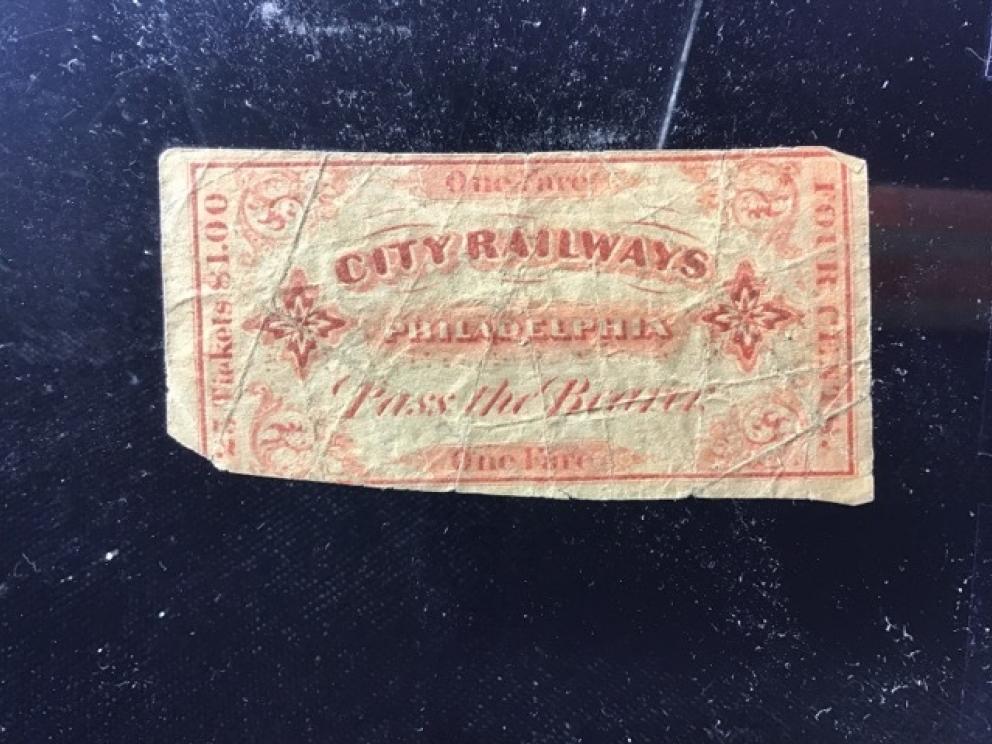 One Fare
25 Tickets $1.00
CITY RAILWAYS
PHILADELPHIA
Pass the Bearer
One Fare
FOUR CENTS.